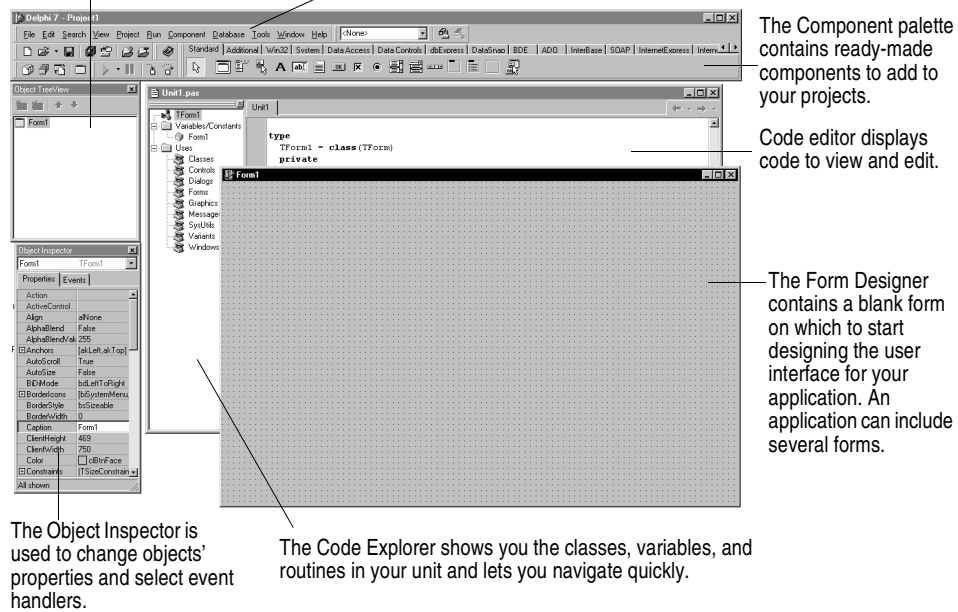 Delphi 7 - Project1
File Edit Search View Project Run Component Database Tools Window Help <None>
Standard Additional Win32 System Data Access Data Controls dbExpress DataSnap BDE ADO InterBase SOAP InternetExpress Intern
The Component palette
contains ready-made
components to add to
your projects.
Object TreeView
Form1
Unit1.pas
TForm1
Variables/Constants
Form1
Uses
Classes
Controls
Dialogs
Forms
Graphics
Messages
SysUtils
Variants
Windows
Unit1
type
TForm1 = class(TForm)
private
Code editor displays
code to view and edit.
Form1
Object Inspector
Form1 TForm1
Properties Events
Action
ActiveControl
Align alNone
AlphaBlend False
AlphaBlendVal 255
Anchors [akLeft,akTop]
AutoScroll True
AutoSize False
BiDiMode bdLeftToRight
BorderIcons [biSystemMenu,
BorderStyle bsSizeable
BorderWidth 0
Caption Form1
ClientHeight 469
ClientWidth 750
Color clBtnFace
Constraints (TSizeConstrain
All shown
The Form Designer
contains a blank form
on which to start
designing the user
interface for your
application. An
application can include
several forms.
The Object Inspector is
used to change objects’
properties and select event
handlers.
The Code Explorer shows you the classes, variables, and
routines in your unit and lets you navigate quickly.